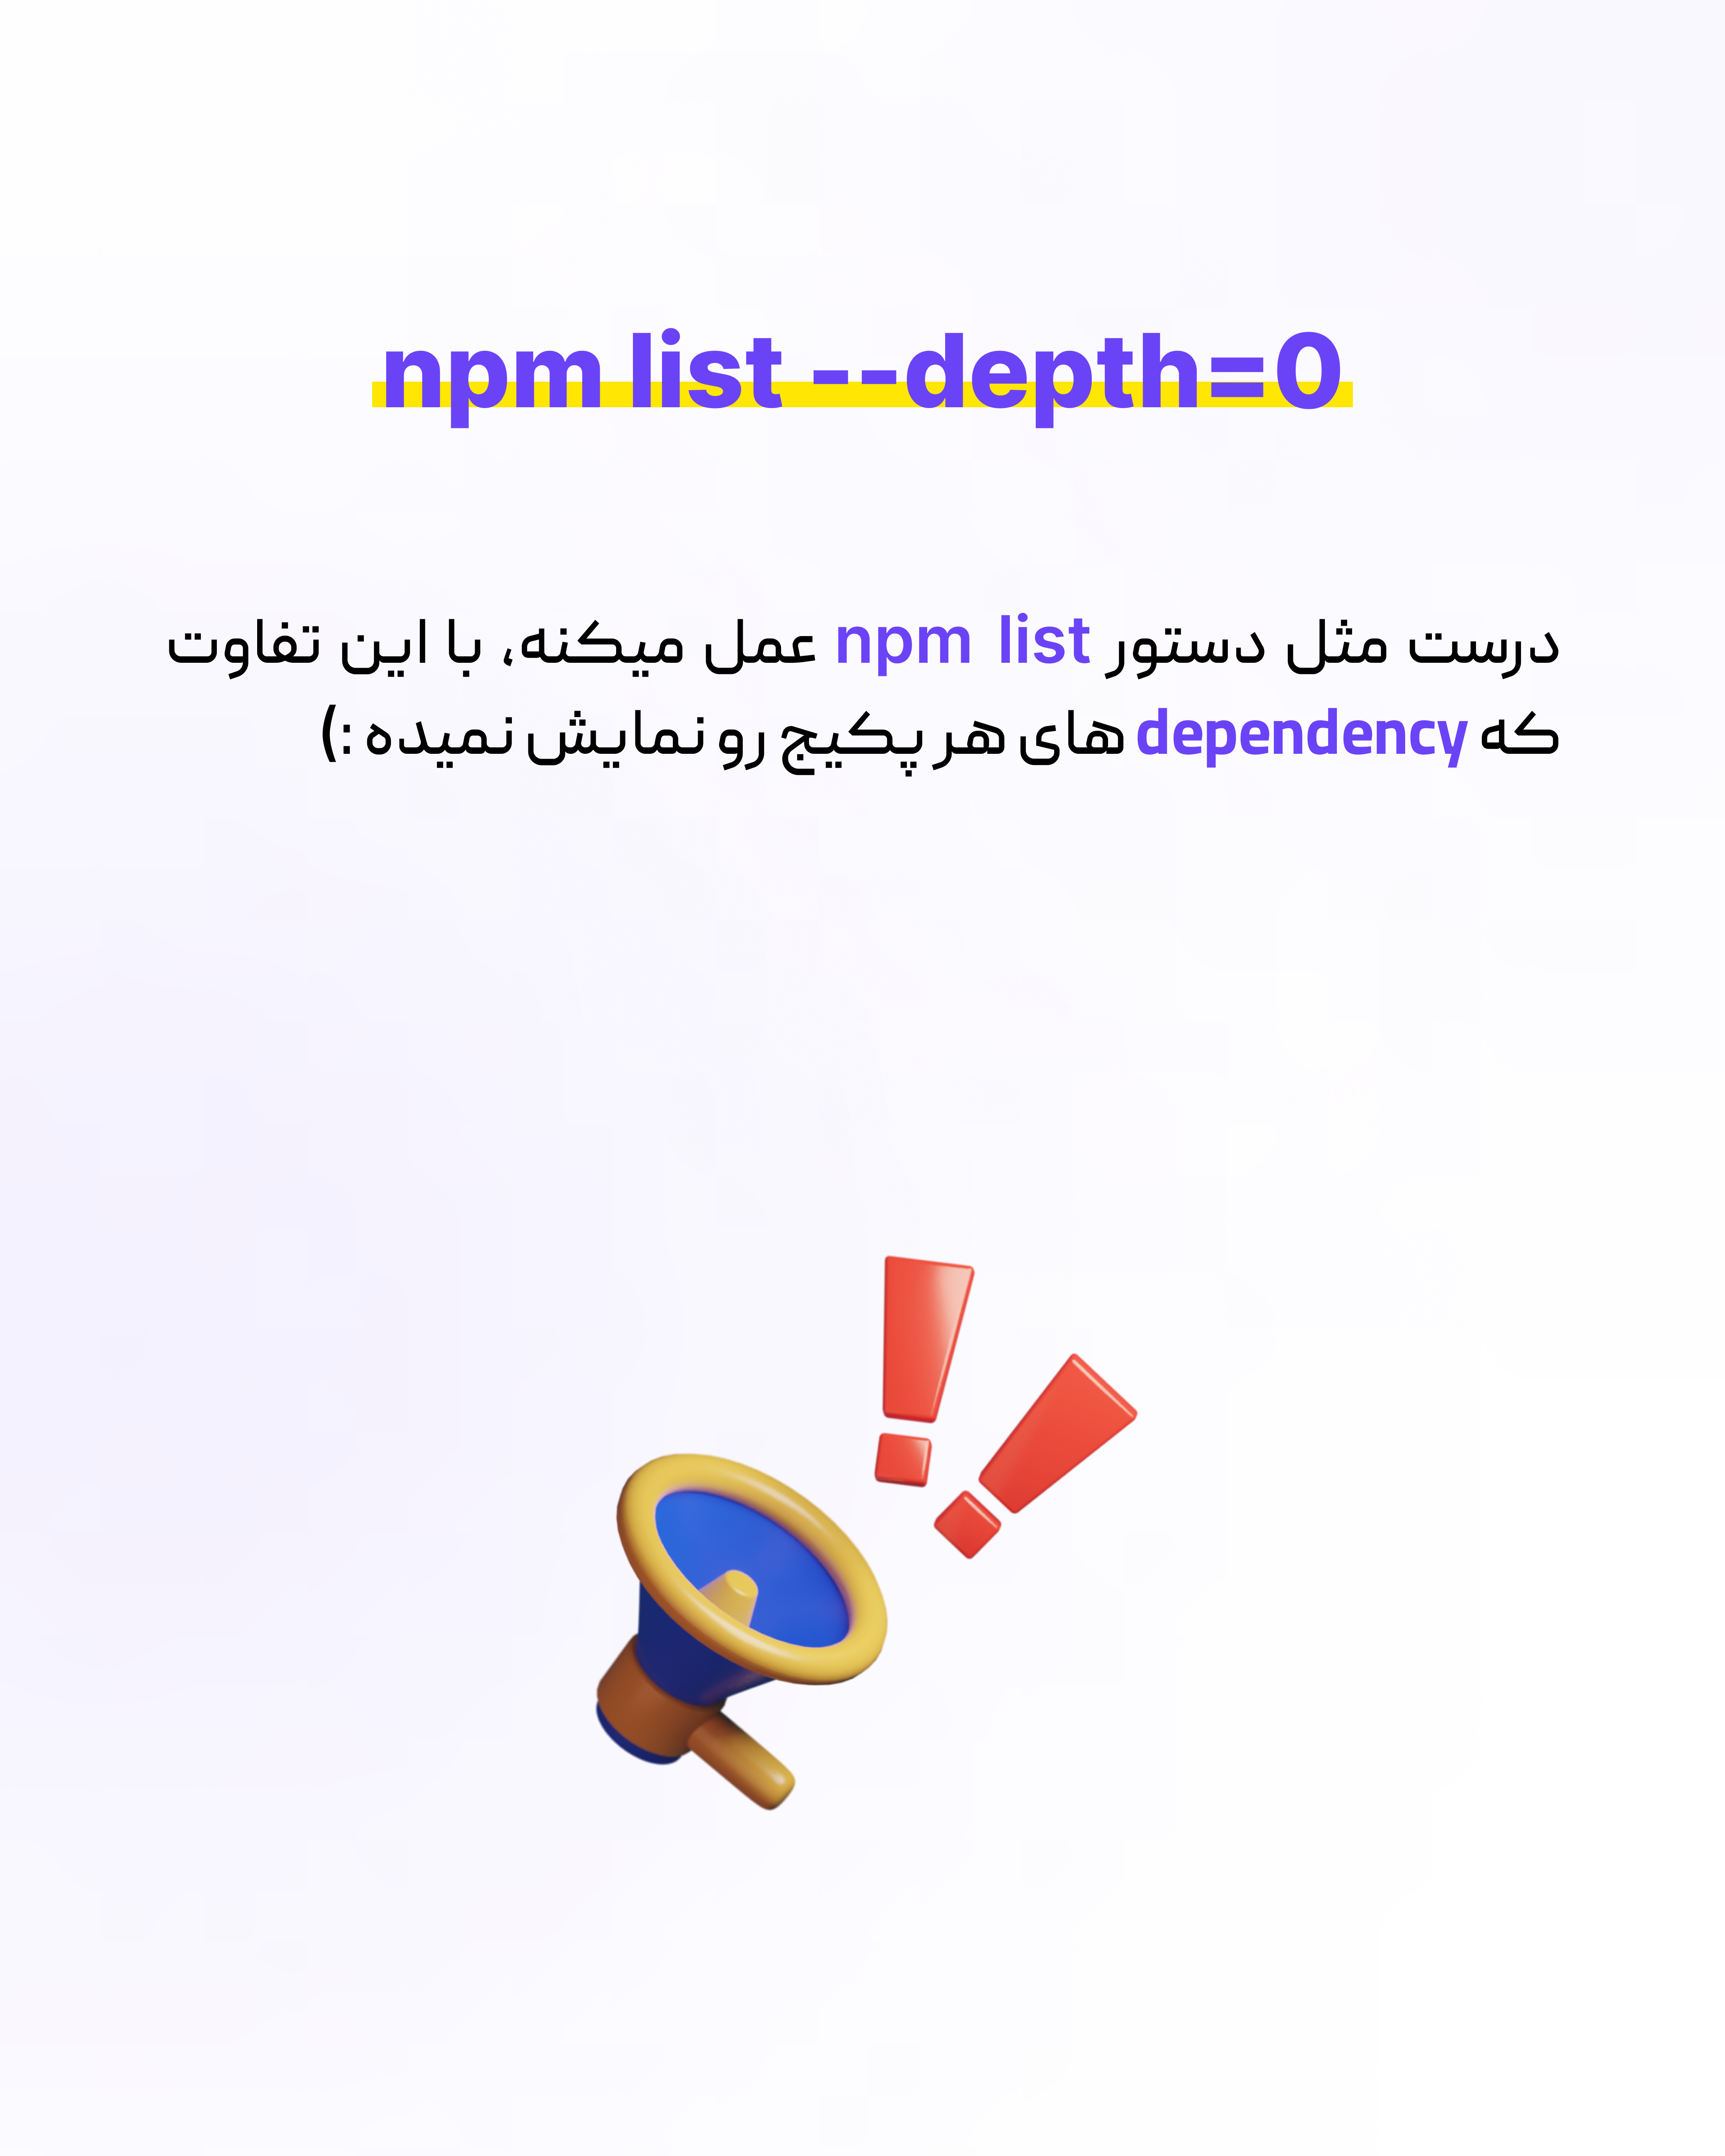 npm list --depth=0
درست مثل دستور npm list عمل میکنه، با این تفاوت
که dependency های هر پکیج رو نمایش نمیده :)